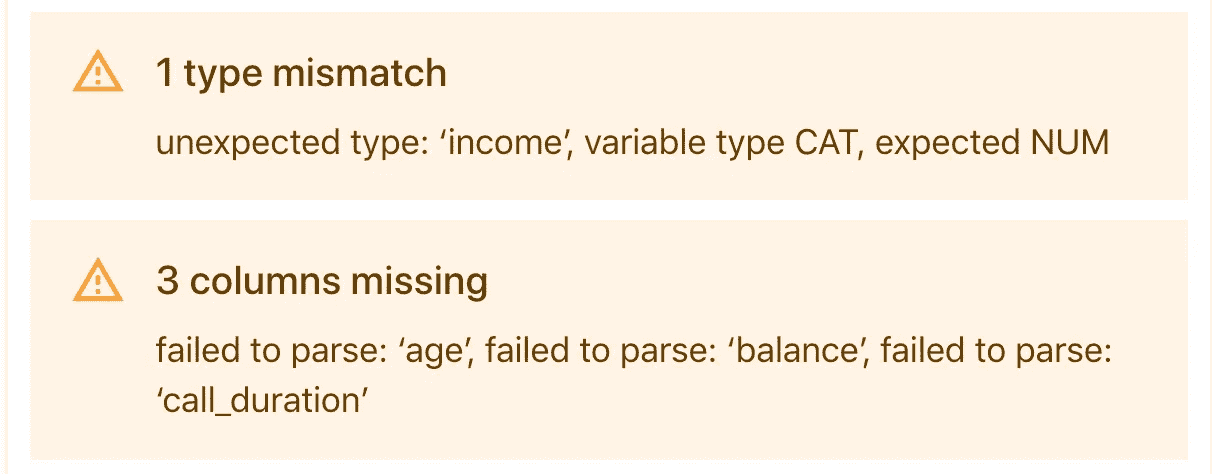 1 type mismatch
unexpected type: ‘income’, variable type CAT, expected NUM
3 columns missing
failed to parse: ‘age’, failed to parse: ‘balance’, failed to parse:
‘call_duration’